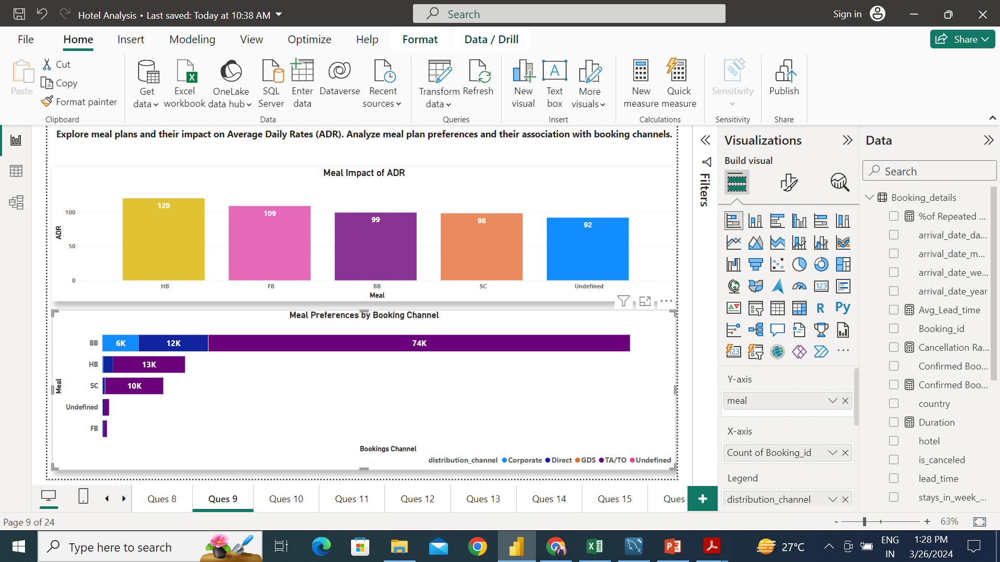 Hotel Analysis • Last saved: Today at 10:38 AM
Search
Sign in
File
Home
Insert
Modeling
View
Optimize
Help
Format
Data / Drill
Share
Paste
Cut
Copy
Format painter
Clipboard
Get data
Excel workbook
OneLake data hub
SQL Server
Enter data
Dataverse
Recent sources
Data
Transform data
Refresh
Queries
New visual
Text box
More visuals
Insert
New measure
Quick measure
Calculations
Sensitivity
Sensitivity
Publish
Share
Explore meal plans and their impact on Average Daily Rates (ADR). Analyze meal plan preferences and their association with booking channels.
Meal Impact of ADR
ADR
100
50
0
120
109
99
98
92
HB
FB
BB
SC
Undefined
Meal
Meal Preferences by Booking Channel
Meal
BB
6K
12K
74K
HB
13K
SC
10K
Undefined
FB
Bookings Channel
distribution_channel
Corporate
Direct
GDS
TA/TO
Undefined
Filters
Visualizations
Build visual
123
R
Py
123
Y-axis
meal
X-axis
Count of Booking_id
Legend
distribution_channel
Data
Search
Booking_details
%of Repeated ...
arrival_date_da...
arrival_date_m...
arrival_date_we...
arrival_date_year
Avg_Lead_time
Booking_id
Cancellation Ra...
Confirmed Boo...
Confirmed Boo...
country
Duration
hotel
is_canceled
lead_time
stays_in_week_...
Ques 8
Ques 9
Ques 10
Ques 11
Ques 12
Ques 13
Ques 14
Ques 15
Ques
Page 9 of 24
- + 63%
Type here to search
27°C
ENG
IN
1:28 PM
3/26/2024